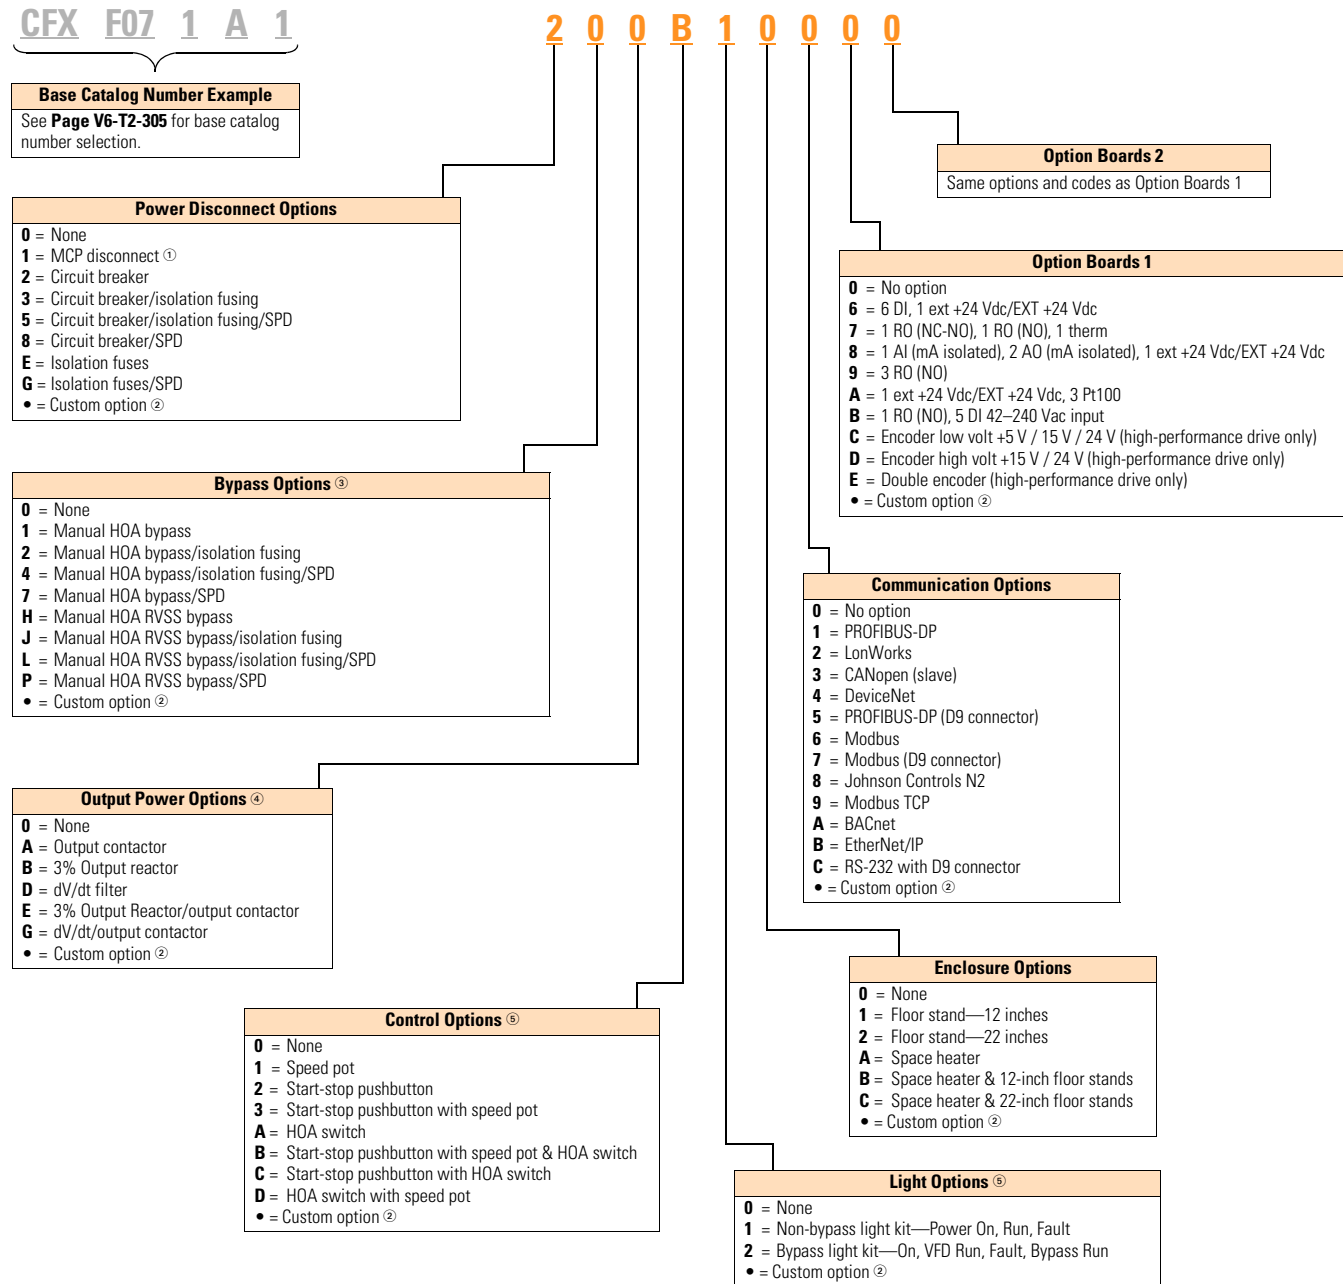 CFX F07 1 A 1 2 0 0 B 1 0 0 0 0
Base Catalog Number Example
See Page V6-T2-305 for base catalog
number selection.
Option Boards 2
Same options and codes as Option Boards 1
Power Disconnect Options
0 = None
1 = MCP disconnect ①
2 = Circuit breaker
3 = Circuit breaker/isolation fusing
5 = Circuit breaker/isolation fusing/SPD
8 = Circuit breaker/SPD
E = Isolation fuses
G = Isolation fuses/SPD
• = Custom option ②
Option Boards 1
0 = No option
6 = 6 DI, 1 ext +24 Vdc/EXT +24 Vdc
7 = 1 RO (NC-NO), 1 RO (NO), 1 therm
8 = 1 AI (mA isolated), 2 AO (mA isolated), 1 ext +24 Vdc/EXT +24 Vdc
9 = 3 RO (NO)
A = 1 ext +24 Vdc/EXT +24 Vdc, 3 Pt100
B = 1 RO (NO), 5 DI 42–240 Vac input
C = Encoder low volt +5 V / 15 V / 24 V (high-performance drive only)
D = Encoder high volt +15 V / 24 V (high-performance drive only)
E = Double encoder (high-performance drive only)
• = Custom option ②
Bypass Options ③
0 = None
1 = Manual HOA bypass
2 = Manual HOA bypass/isolation fusing
4 = Manual HOA bypass/isolation fusing/SPD
7 = Manual HOA bypass/SPD
H = Manual HOA RVSS bypass
J = Manual HOA RVSS bypass/isolation fusing
L = Manual HOA RVSS bypass/isolation fusing/SPD
P = Manual HOA RVSS bypass/SPD
• = Custom option ②
Communication Options
0 = No option
1 = PROFIBUS-DP
2 = LonWorks
3 = CANopen (slave)
4 = DeviceNet
5 = PROFIBUS-DP (D9 connector)
6 = Modbus
7 = Modbus (D9 connector)
8 = Johnson Controls N2
9 = Modbus TCP
A = BACnet
B = EtherNet/IP
C = RS-232 with D9 connector
• = Custom option ②
Output Power Options ④
0 = None
A = Output contactor
B = 3% Output reactor
D = dV/dt filter
E = 3% Output Reactor/output contactor
G = dV/dt/output contactor
• = Custom option ②
Enclosure Options
0 = None
1 = Floor stand—12 inches
2 = Floor stand—22 inches
A = Space heater
B = Space heater & 12-inch floor stands
C = Space heater & 22-inch floor stands
• = Custom option ②
Control Options ⑤
0 = None
1 = Speed pot
2 = Start-stop pushbutton
3 = Start-stop pushbutton with speed pot
A = HOA switch
B = Start-stop pushbutton with speed pot & HOA switch
C = Start-stop pushbutton with HOA switch
D = HOA switch with speed pot
• = Custom option ②
Light Options ⑤
0 = None
1 = Non-bypass light kit—Power On, Run, Fault
2 = Bypass light kit—On, VFD Run, Fault, Bypass Run
• = Custom option ②